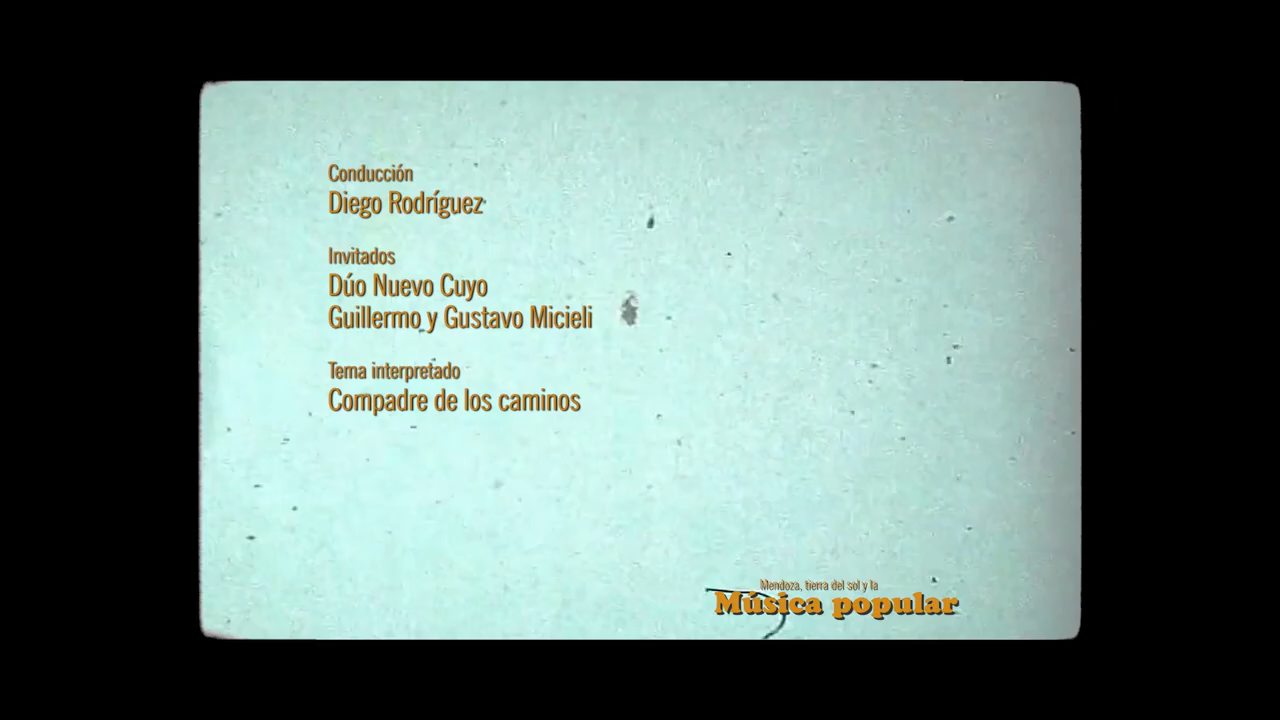 Conducción
Diego Rodríguez
Invitados
Dúo Nuevo Cuyo
Guillermo y Gustavo Micieli
Tema interpretado
Compadre de los caminos
Mendoza, tierra del sol y la
Música popular